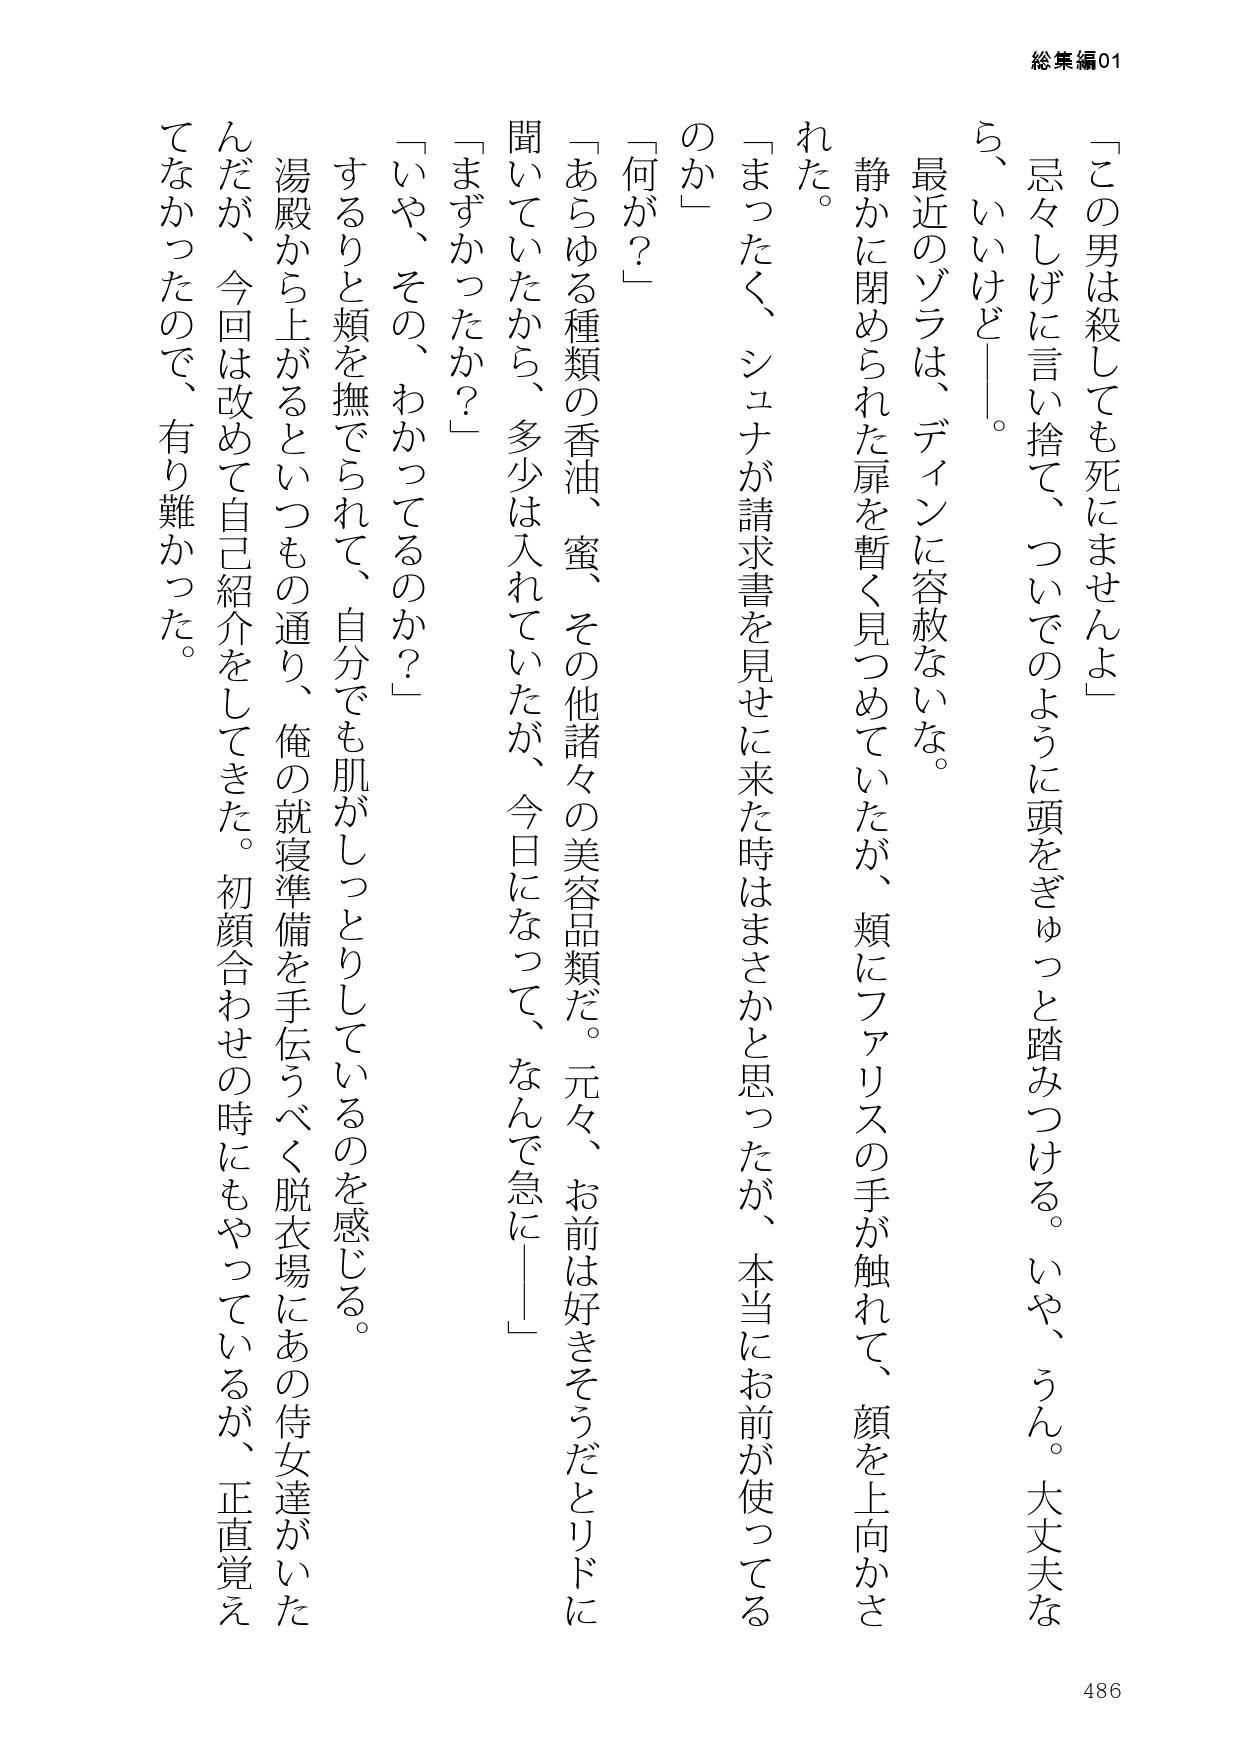 総集編01
「この男は殺しても死にませんよ」
忌々しげに言い捨て、ついでのように頭をぎゅっと踏みつける。いや、うん。大丈夫な
ら、いいけど――。
最近のゾラは、ディンに容赦ないな。
静かに閉められた扉を暫く見つめていたが、頬にファリスの手が触れて、顔を上向かさ
れた。
「まったく、シュナが請求書を見せに来た時はまさかと思ったが、本当にお前が使ってる
のか」
「何が？」
「あらゆる種類の香油、蜜、その他諸々の美容品類だ。元々、お前は好きそうだとリドに
聞いていたから、多少は入れていたが、今日になって、なんで急に――」
「まずかったか？」
「いや、その、わかってるのか？」
するりと頬を撫でられて、自分でも肌がしっとりしているのを感じる。
湯殿から上がるといつもの通り、俺の就寝準備を手伝うべく脱衣場にあの侍女達がいた
んだが、今回は改めて自己紹介をしてきた。初顔合わせの時にもやっているが、正直覚え
てなかったので、有り難かった。
486